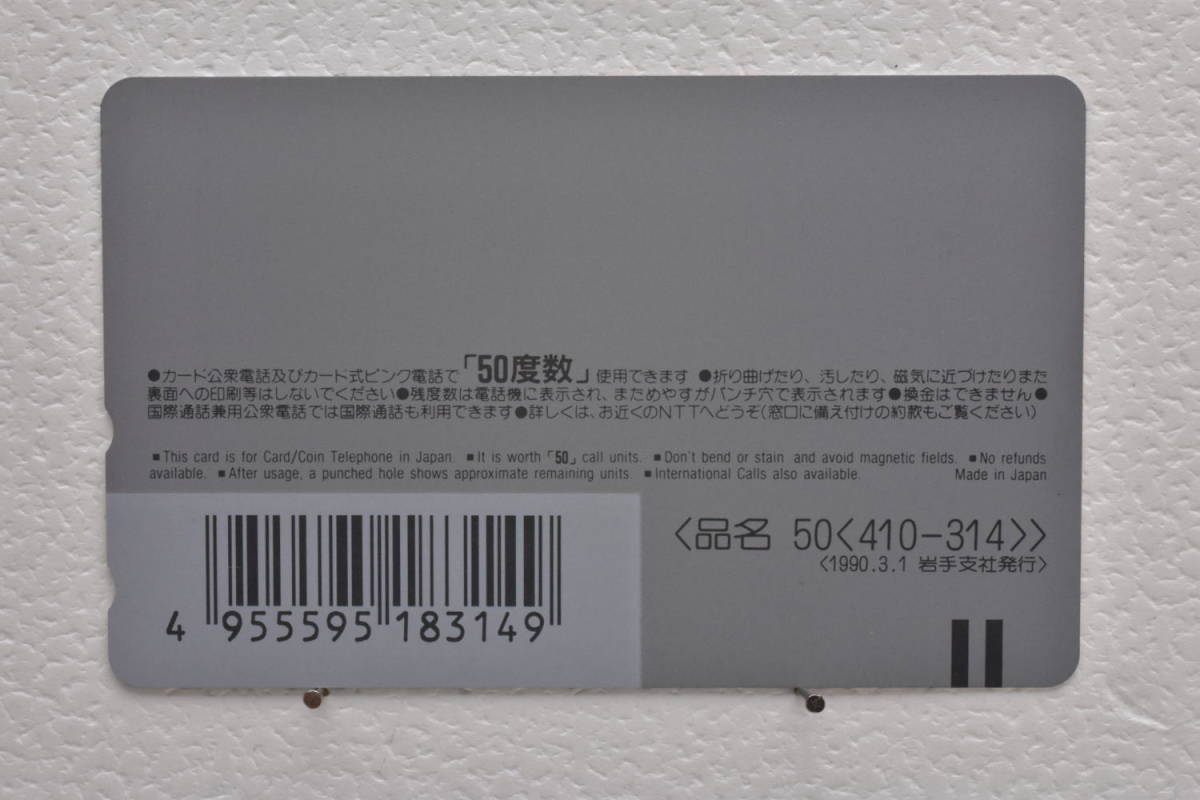 ●カード公衆電話及びカード式ピンク電話で「50度数」使用できます ●折り曲げたり、汚したり、磁気に近づけたりまた
裏面への印刷等はしないでください●残度数は電話機に表示され、まためやすがパンチ穴で表示されます●換金はできません●
国際通話兼用公衆電話では国際通話も利用できます●詳しくは、お近くのNTTへどうぞ(窓口に備え付けの約款もご覧ください)
■This card is for Card/Coin Telephone in Japan. ■It is worth「50」call units. ■Don't bend or stain and avoid magnetic fields. ■No refunds
available. ■After usage, a punched hole shows approximate remaining units. ■International Calls also available. Made in Japan
〈品名 50〈410-314〉〉
〈1990.3.1 岩手支社発行〉
4 955595 183149